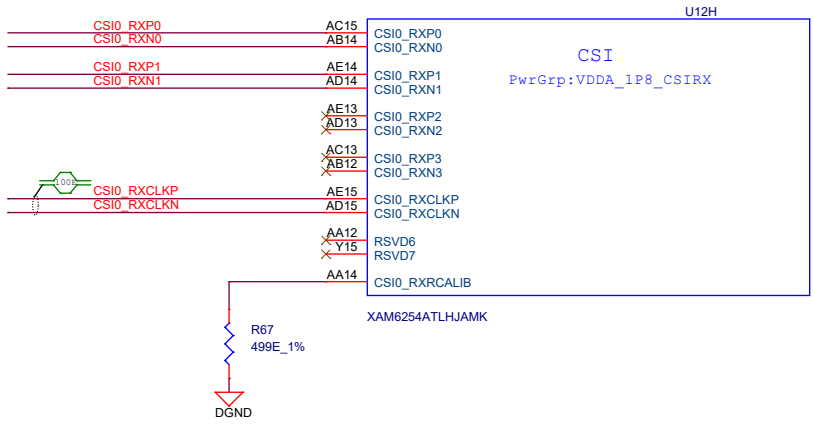 U12H
CSI0_RXP0 AC15 CSI0_RXP0
CSI0_RXN0 AB14 CSI0_RXN0
CSI
CSI0_RXP1 AE14 CSI0_RXP1
PwrGrp:VDDA_1P8_CSIRX
CSI0_RXN1 AD14 CSI0_RXN1
AE13 CSI0_RXP2
AD13 CSI0_RXN2
AC13 CSI0_RXP3
AB12 CSI0_RXN3
100E
CSI0_RXCLKP AE15 CSI0_RXCLKP
CSI0_RXCLKN AD15 CSI0_RXCLKN
AA12 RSVD6
Y15 RSVD7
AA14 CSI0_RXRCALIB
XAM6254ATLHJAMK
R67
499E_1%
DGND